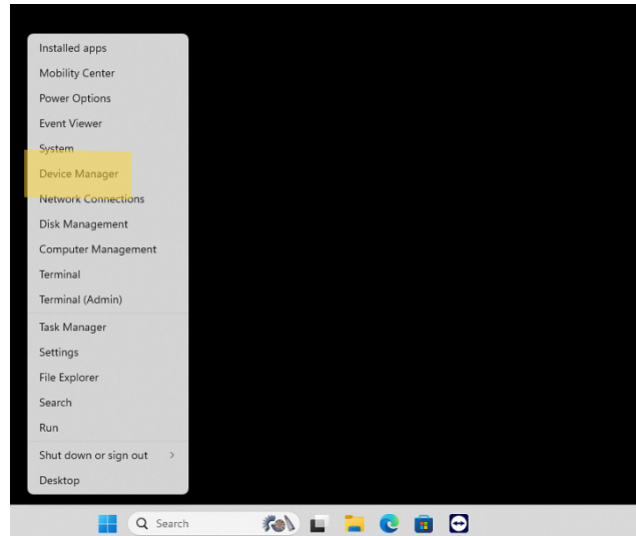 Installed apps
Mobility Center
Power Options
Event Viewer
System
Device Manager
Network Connections
Disk Management
Computer Management
Terminal
Terminal (Admin)
Task Manager
Settings
File Explorer
Search
Run
Shut down or sign out
Desktop
Search